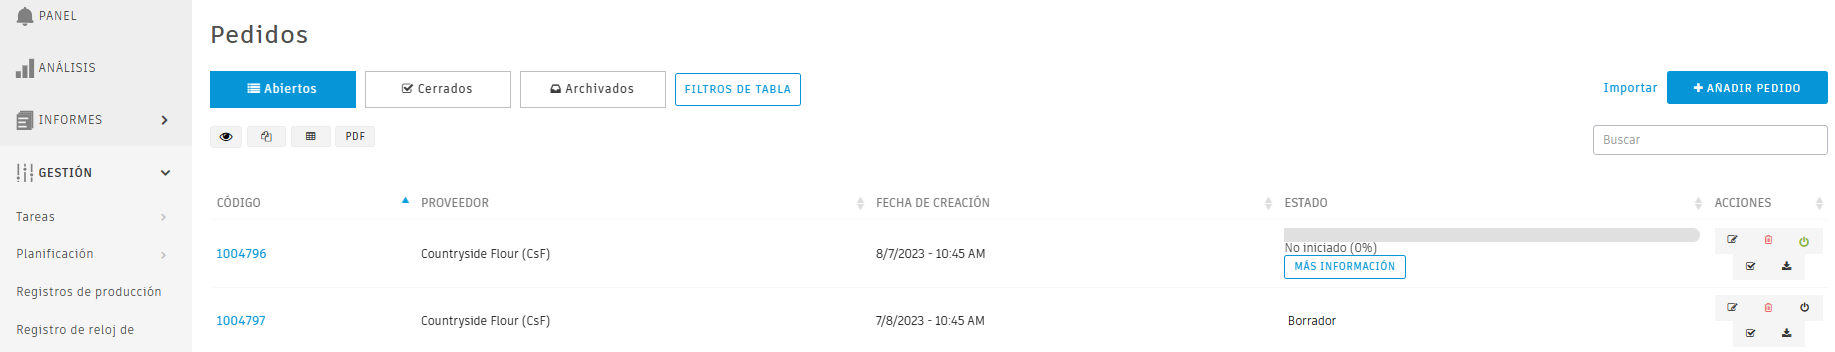 PANEL
ANÁLISIS
INFORMES
GESTIÓN
Tareas
Planificación
Registros de producción
Registro de reloj de
Pedidos
Abiertos
Cerrados
Archivados
FILTROS DE TABLA
Importar
AÑADIR PEDIDO
PDF
Buscar
CÓDIGO PROVEEDOR FECHA DE CREACIÓN ESTADO ACCIONES
1004796 Countryside Flour (CsF) 8/7/2023 - 10:45 AM No iniciado (0%)
MÁS INFORMACIÓN
1004797 Countryside Flour (CsF) 7/8/2023 - 10:45 AM Borrador